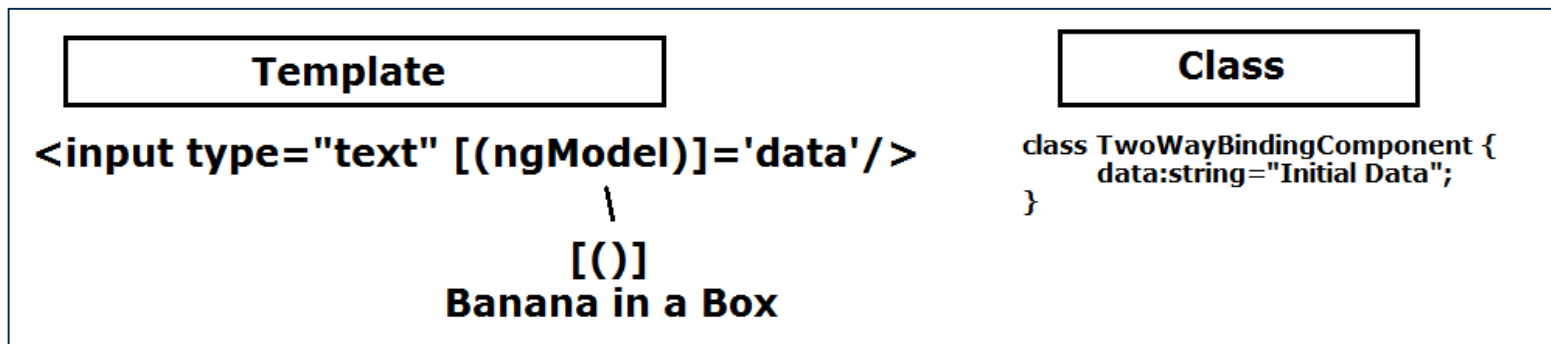 Template
<input type="text" [(ngModel)]='data'/>
[()]
Banana in a Box
Class
class TwoWayBindingComponent {
data:string="Initial Data";
}